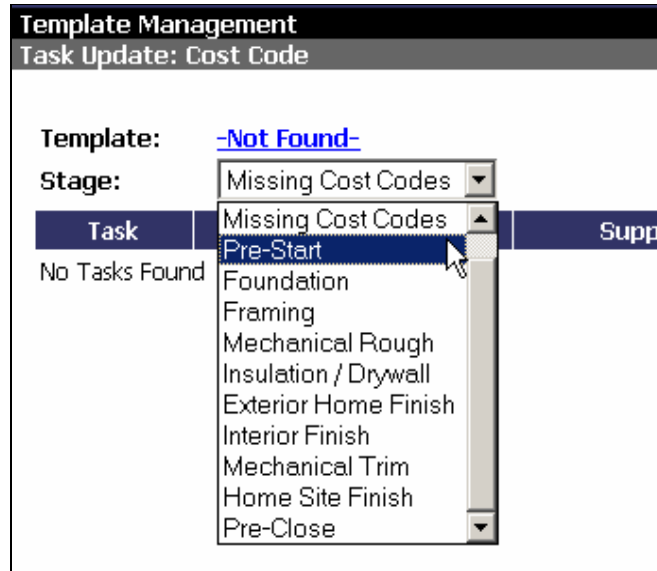 Template Management
Task Update: Cost Code
Template: -Not Found-
Stage: Missing Cost Codes
Task Supp
No Tasks Found
Missing Cost Codes
Pre-Start
Foundation
Framing
Mechanical Rough
Insulation / Drywall
Exterior Home Finish
Interior Finish
Mechanical Trim
Home Site Finish
Pre-Close